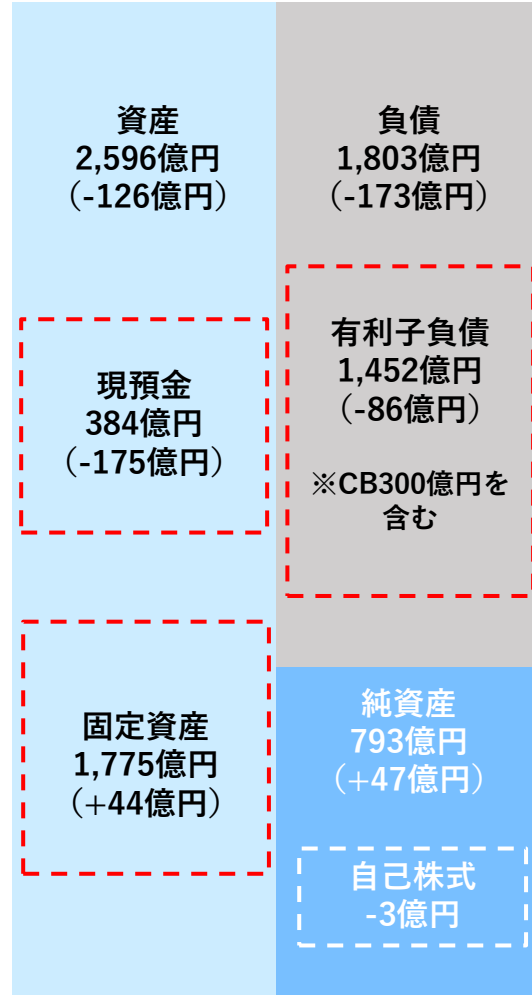 資産
2,596億円
（-126億円）
現預金
384億円
（-175億円）
固定資産
1,775億円
（+44億円）
負債
1,803億円
（-173億円）
有利子負債
1,452億円
（-86億円）
※CB300億円を
含む
純資産
793億円
（+47億円）
自己株式
-3億円